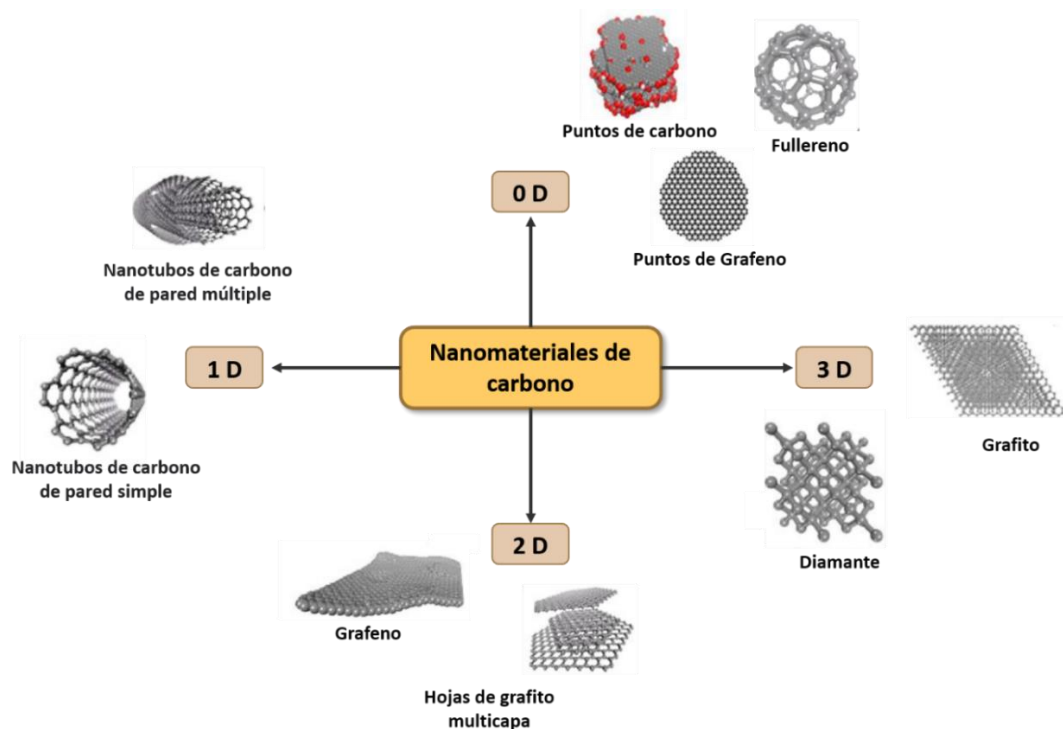 Puntos de carbono
Fullereno
0 D
Puntos de Grafeno
Nanotubos de carbono
de pared múltiple
1 D
Nanomateriales de
carbono
3 D
Grafito
Nanotubos de carbono
de pared simple
Diamante
2 D
Grafeno
Hojas de grafito
multicapa